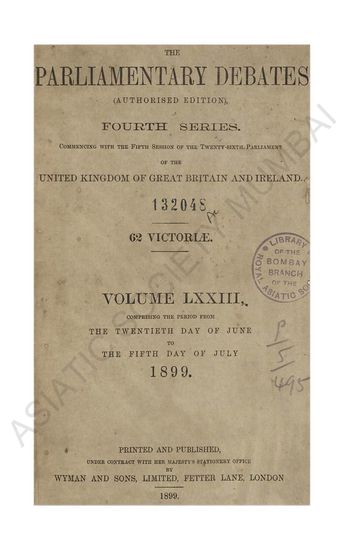 THE
PARLIAMENTARY DEBATES
(AUTHORISED EDITION),
FOURTH SERIES.
COMMENCING WITH THE FIFTH SESSION OF THE TWENTY-SIXTH PARLIAMENT
OF THE
UNITED KINGDOM OF GREAT BRITAIN AND IRELAND.
132048
62 VICTORIÆ.
LIBRARY
OF THE
BOMBAY
BRANCH
OF THE
ROYAL ASIATIC SO
VOLUME LXXIII,
COMPRISING THE PERIOD FROM
THE TWENTIETH DAY OF JUNE
TO
THE FIFTH DAY OF JULY
1899.
P
5
495
PRINTED AND PUBLISHED,
UNDER CONTRACT WITH HER MAJESTY'S STATIONERY OFFICE
BY
WYMAN AND SONS, LIMITED, FETTER LANE, LONDON
1899.
ASIATIC SOCIETY MUMBAI